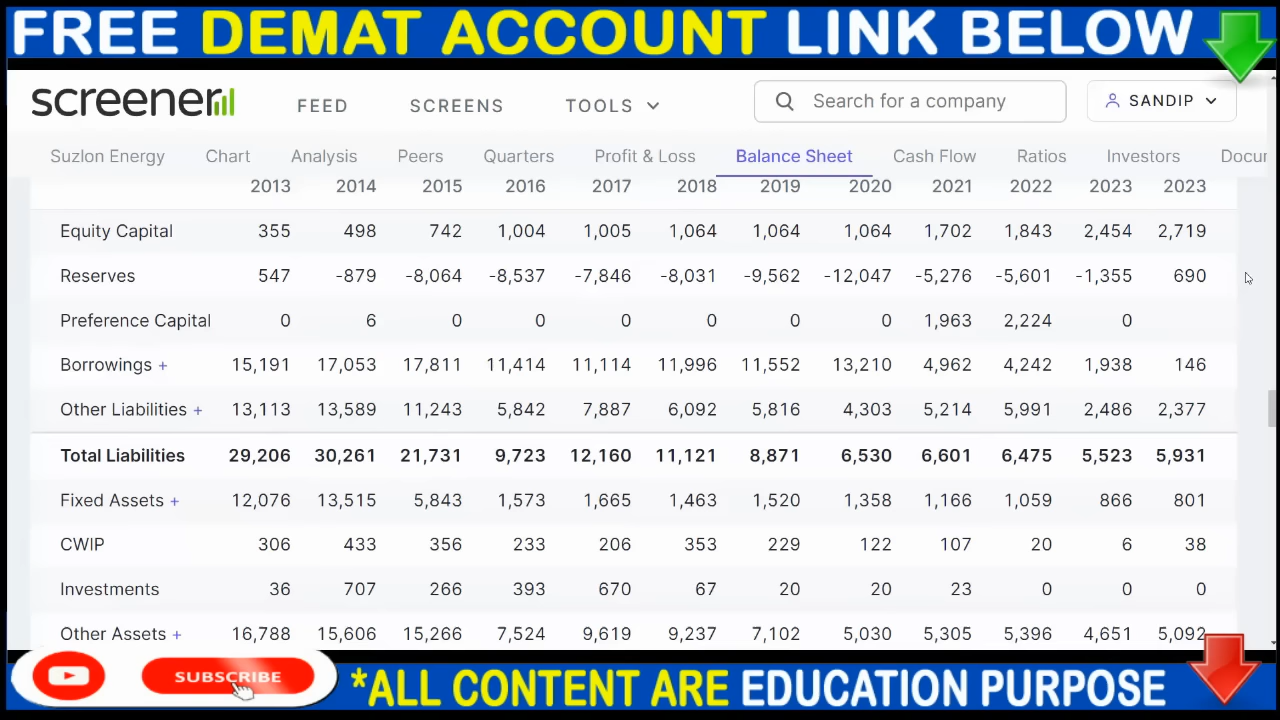 FREE DEMAT ACCOUNT LINK BELOW
screener FEED SCREENS TOOLS Search for a company SANDIP
Suzlon Energy Chart Analysis Peers Quarters Profit & Loss Balance Sheet Cash Flow Ratios Investors Docur
2013 2014 2015 2016 2017 2018 2019 2020 2021 2022 2023 2023
Equity Capital 355 498 742 1,004 1,005 1,064 1,064 1,064 1,702 1,843 2,454 2,719
Reserves 547 -879 -8,064 -8,537 -7,846 -8,031 -9,562 -12,047 -5,276 -5,601 -1,355 690
Preference Capital 0 6 0 0 0 0 0 0 1,963 2,224 0
Borrowings + 15,191 17,053 17,811 11,414 11,114 11,996 11,552 13,210 4,962 4,242 1,938 146
Other Liabilities + 13,113 13,589 11,243 5,842 7,887 6,092 5,816 4,303 5,214 5,991 2,486 2,377
Total Liabilities 29,206 30,261 21,731 9,723 12,160 11,121 8,871 6,530 6,601 6,475 5,523 5,931
Fixed Assets + 12,076 13,515 5,843 1,573 1,665 1,463 1,520 1,358 1,166 1,059 866 801
CWIP 306 433 356 233 206 353 229 122 107 20 6 38
Investments 36 707 266 393 670 67 20 20 23 0 0 0
Other Assets + 16,788 15,606 15,266 7,524 9,619 9,237 7,102 5,030 5,305 5,396 4,651 5,092
SUBSCRIBE
*ALL CONTENT ARE EDUCATION PURPOSE